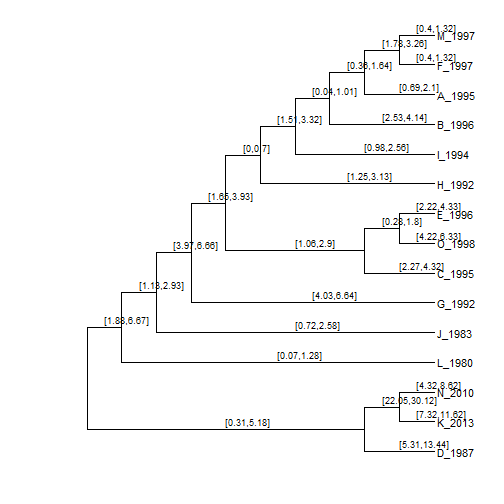 [0.4,1.32]
M_1997
[1.78,3.26]
[0.4,1.32]
F_1997
[0.36,1.64]
[0.69,2.1]
A_1995
[0.04,1.01]
[2.53,4.14]
B_1996
[1.51,3.32]
[0.98,2.56]
I_1994
[0,0.7]
[1.25,3.13]
H_1992
[1.65,3.93]
[2.22,4.33]
E_1996
[0.28,1.8]
[4.22,6.33]
O_1998
[1.06,2.9]
[2.27,4.32]
C_1995
[3.97,6.66]
[4.03,6.64]
G_1992
[1.13,2.93]
[0.72,2.58]
J_1983
[1.88,6.67]
[0.07,1.28]
L_1980
[4.32,8.62]
N_2010
[22.05,30.12]
[7.32,11.62]
K_2013
[0.31,5.18]
[5.31,13.44]
D_1987